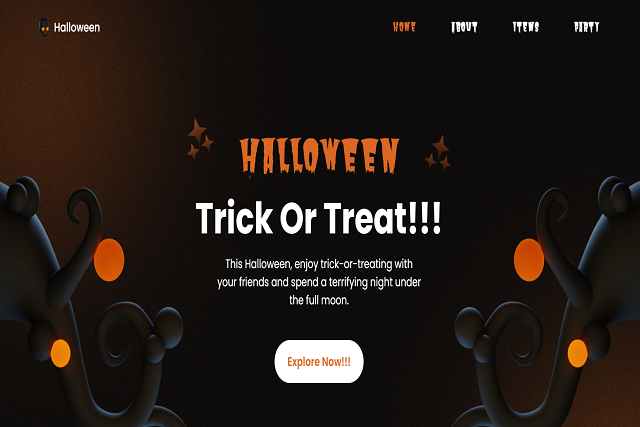 Halloween
HOME
ABOUT
ITEMS
PARTY
HALLOWEEN
Trick Or Treat!!!
This Halloween, enjoy trick-or-treating with
your friends and spend a terrifying night under
the full moon.
Explore Now!!!